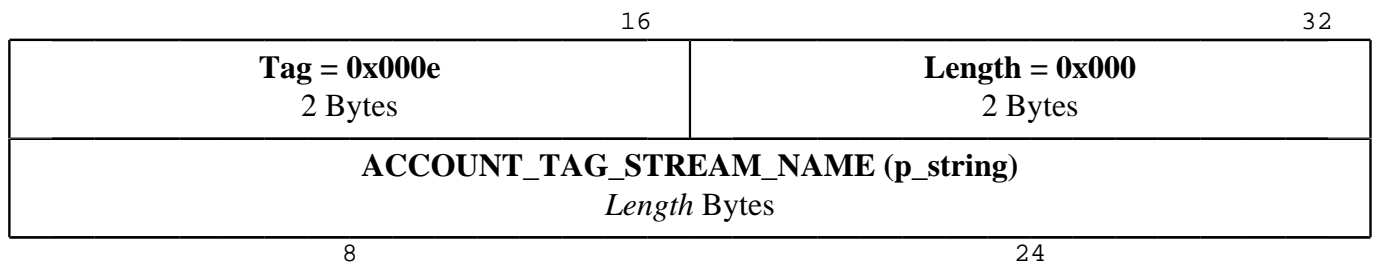 16 32
Tag = 0x000e Length = 0x000
2 Bytes 2 Bytes
ACCOUNT_TAG_STREAM_NAME (p_string)
Length Bytes
8 24